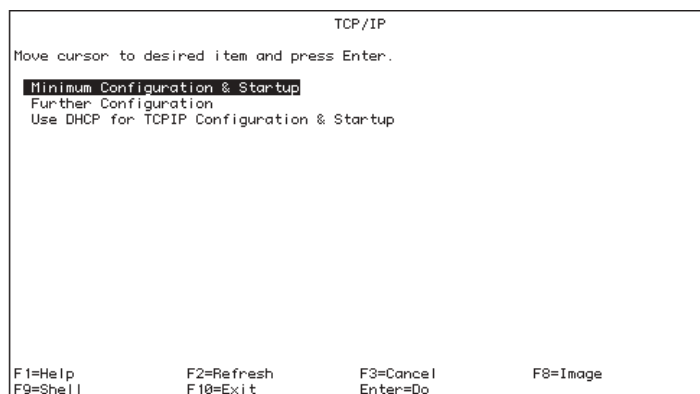 TCP/IP
Move cursor to desired item and press Enter.
Minimum Configuration & Startup
Further Configuration
Use DHCP for TCPIP Configuration & Startup
F1=Help F2=Refresh F3=Cancel F8=Image
F9=Shell F10=Exit Enter=Do